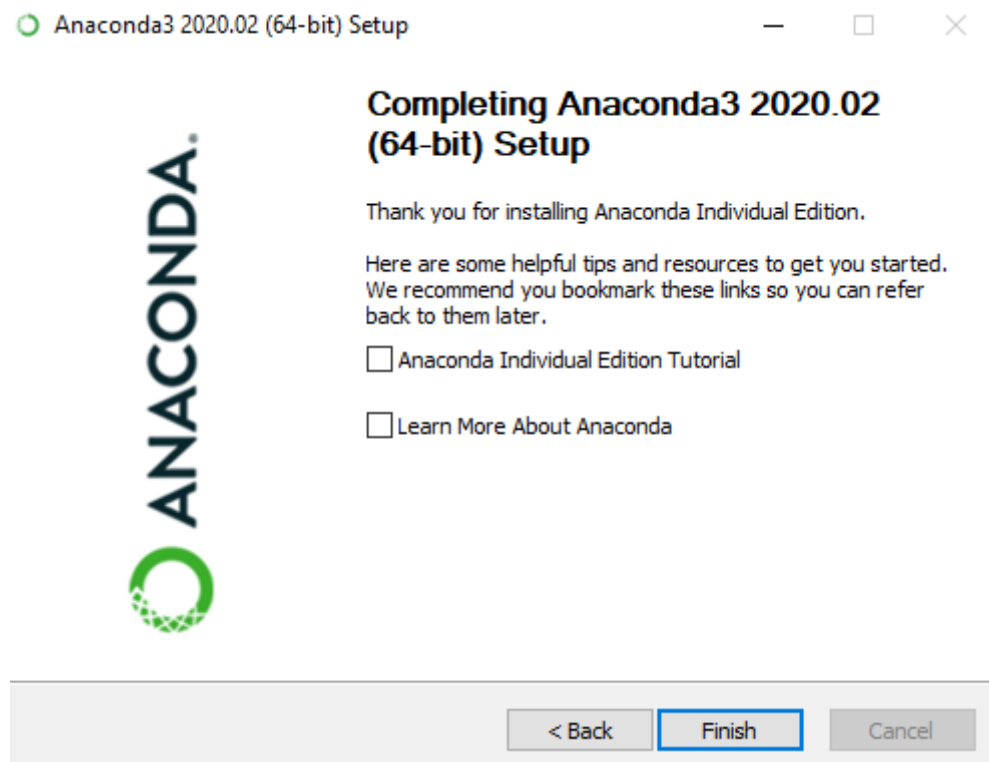 Anaconda3 2020.02 (64-bit) Setup
Completing Anaconda3 2020.02
(64-bit) Setup
ANACONDA.
Thank you for installing Anaconda Individual Edition.
Here are some helpful tips and resources to get you started.
We recommend you bookmark these links so you can refer
back to them later.
Anaconda Individual Edition Tutorial
Learn More About Anaconda
< Back
Finish
Cancel